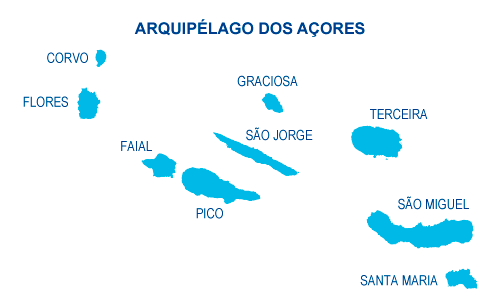 ARQUIPÉLAGO DOS AÇORES
CORVO
GRACIOSA
FLORES
TERCEIRA
SÃO JORGE
FAIAL
SÃO MIGUEL
PICO
SANTA MARIA